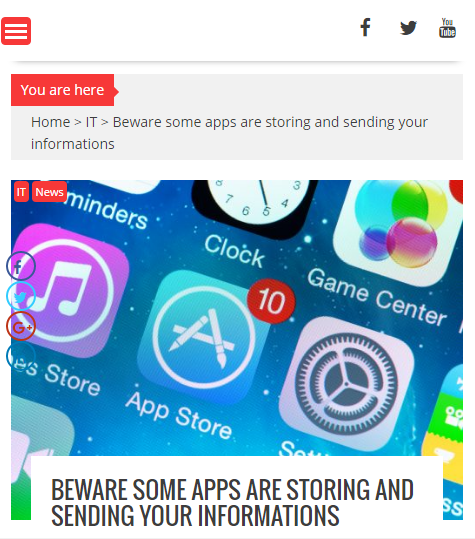 You Tube
You are here
Home > IT > Beware some apps are storing and sending your
informations
IT News
minders
Clock
Game Center
10
es Store
App Store
BEWARE SOME APPS ARE STORING AND
SENDING YOUR INFORMATIONS